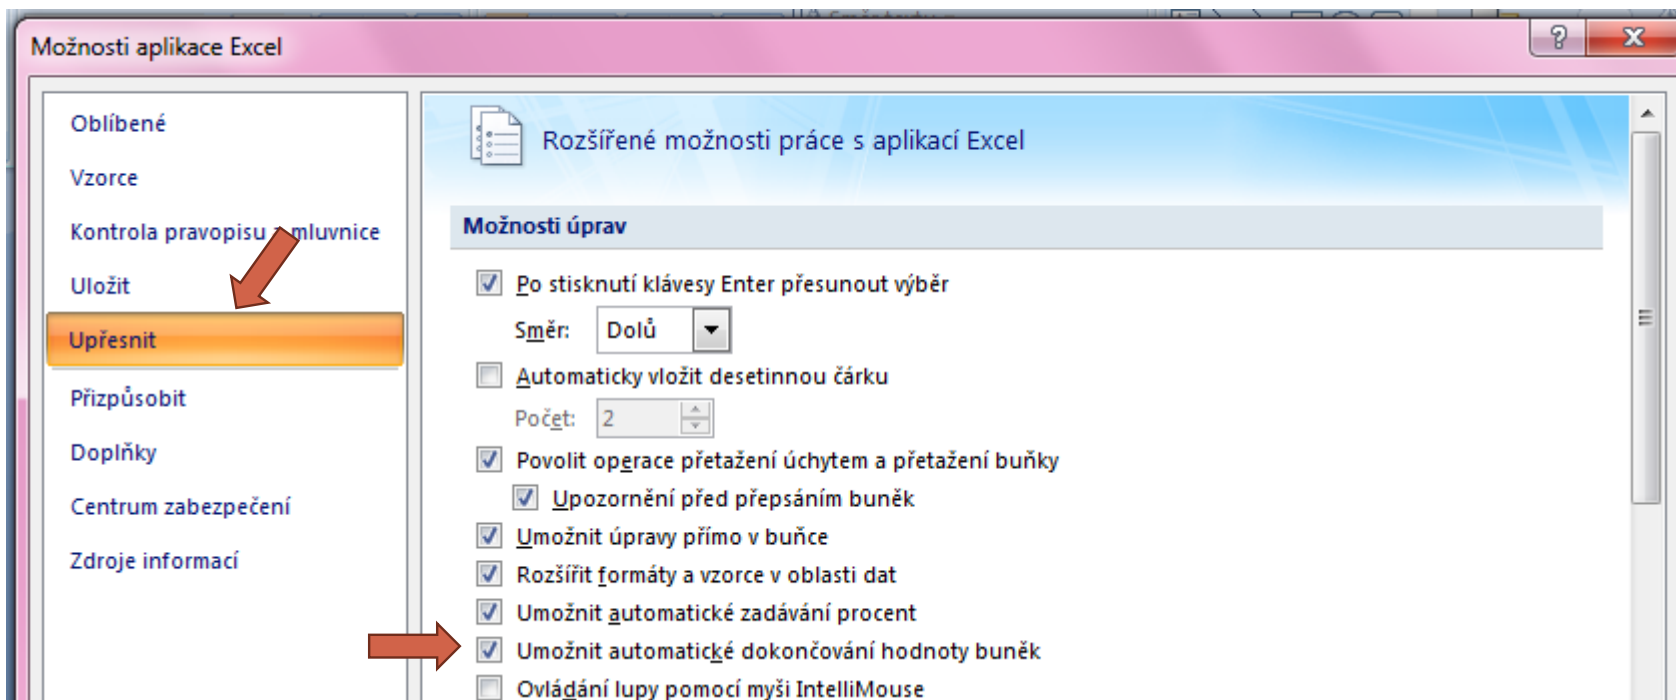 Možnosti aplikace Excel
Oblíbené
Vzorce
Kontrola pravopisu mluvnice
Uložit
Upřesnit
Přizpůsobit
Doplňky
Centrum zabezpečení
Zdroje informací
Rozšířené možnosti práce s aplikací Excel
Možnosti úprav
Po stisknutí klávesy Enter přesunout výběr
Směr: Dolů
Automaticky vložit desetinnou čárku
Počet: 2
Povolit operace přetažení úchytem a přetažení buňky
Upozornění před přepsáním buněk
Umožnit úpravy přímo v buňce
Rozšířit formáty a vzorce v oblasti dat
Umožnit automatické zadávání procent
Umožnit automatické dokončování hodnoty buněk
Ovládání lupy pomocí myši IntelliMouse